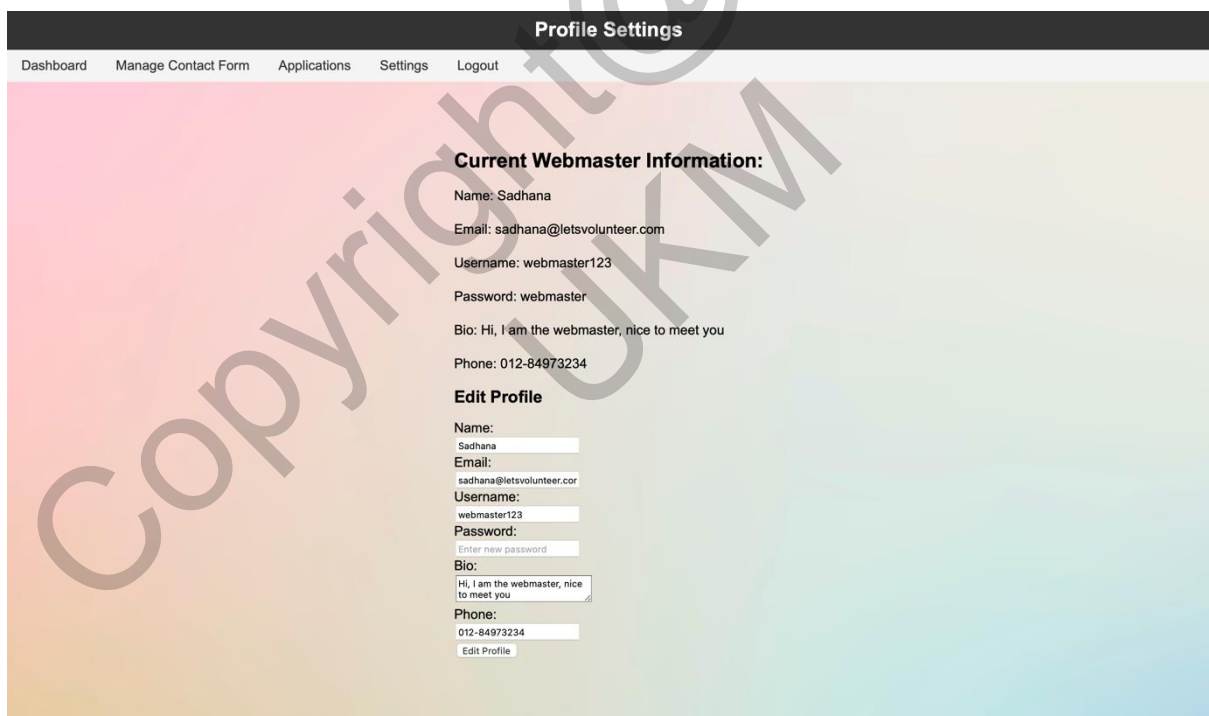 Profile Settings
Dashboard Manage Contact Form Applications Settings Logout
Current Webmaster Information:
Name: Sadhana
Email: sadhana@letsvolunteer.com
Username: webmaster123
Password: webmaster
Bio: Hi, I am the webmaster, nice to meet you
Phone: 012-84973234
Edit Profile
Name:
Sadhana
Email:
sadhana@letsvolunteer.cor
Username:
webmaster123
Password:
Enter new password
Bio:
Hi, I am the webmaster, nice
to meet you
Phone:
012-84973234
Edit Profile
Copyright@
UKM